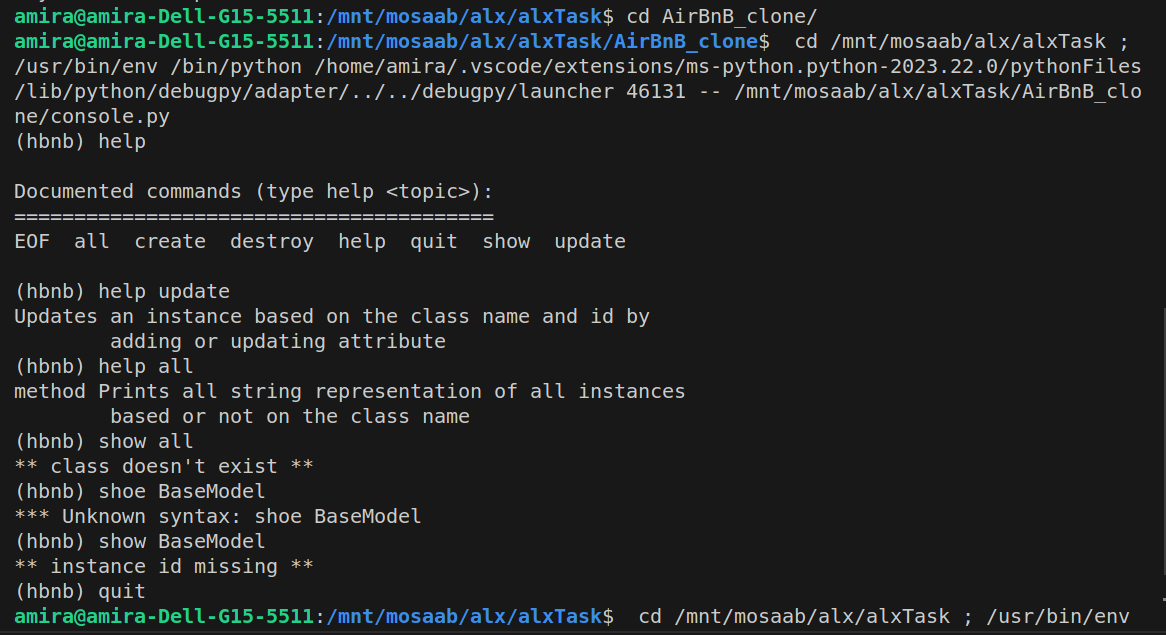 amira@amira-Dell-G15-5511:/mnt/mosaab/alx/alxTask$ cd AirBnB_clone/
amira@amira-Dell-G15-5511:/mnt/mosaab/alx/alxTask/AirBnB_clone$  cd /mnt/mosaab/alx/alxTask ;
/usr/bin/env /bin/python /home/amira/.vscode/extensions/ms-python.python-2023.22.0/pythonFiles
/lib/python/debugpy/adapter/../../debugpy/launcher 46131 -- /mnt/mosaab/alx/alxTask/AirBnB_clo
ne/console.py
(hbnb) help

Documented commands (type help <topic>):
========================================
EOF  all  create  destroy  help  quit  show  update

(hbnb) help update
Updates an instance based on the class name and id by
        adding or updating attribute
(hbnb) help all
method Prints all string representation of all instances
        based or not on the class name
(hbnb) show all
** class doesn't exist **
(hbnb) shoe BaseModel
*** Unknown syntax: shoe BaseModel
(hbnb) show BaseModel
** instance id missing **
(hbnb) quit
amira@amira-Dell-G15-5511:/mnt/mosaab/alx/alxTask$  cd /mnt/mosaab/alx/alxTask ; /usr/bin/env